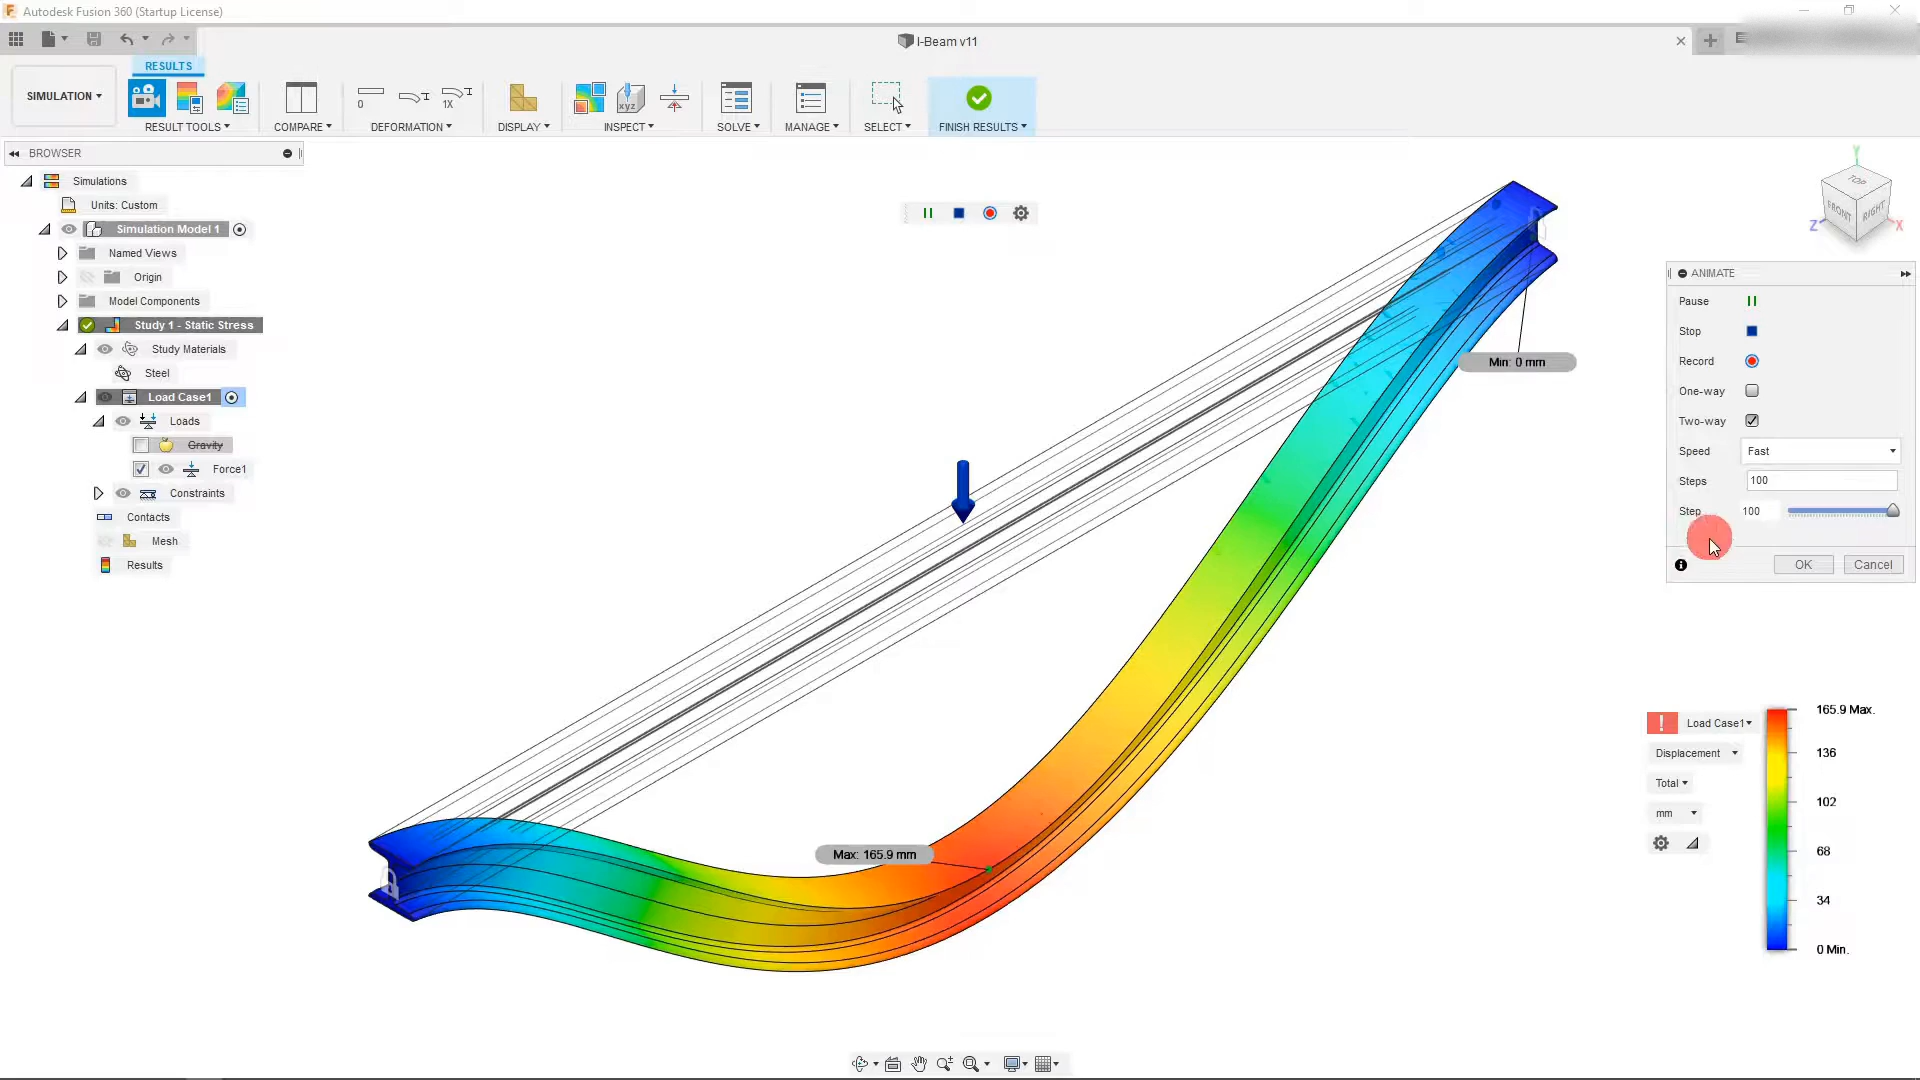 Autodesk Fusion 360 (Startup License)
I-Beam v11
RESULTS
SIMULATION
0
1X
xyz
RESULT TOOLS
COMPARE
DEFORMATION
DISPLAY
INSPECT
SOLVE
MANAGE
SELECT
FINISH RESULTS
BROWSER
Simulations
Units: Custom
Simulation Model 1
Named Views
Origin
Model Components
Study 1 - Static Stress
Study Materials
Steel
Load Case1
Loads
Gravity
Force1
Constraints
Contacts
Mesh
Results
Y
TOP
FRONT
RIGHT
Z
X
ANIMATE
Pause
Stop
Record
One-way
Two-way
Speed Fast
Steps 100
Step 100
OK Cancel
Min: 0 mm
Max: 165.9 mm
Load Case1
Displacement
Total
mm
165.9 Max.
136
102
68
34
0 Min.